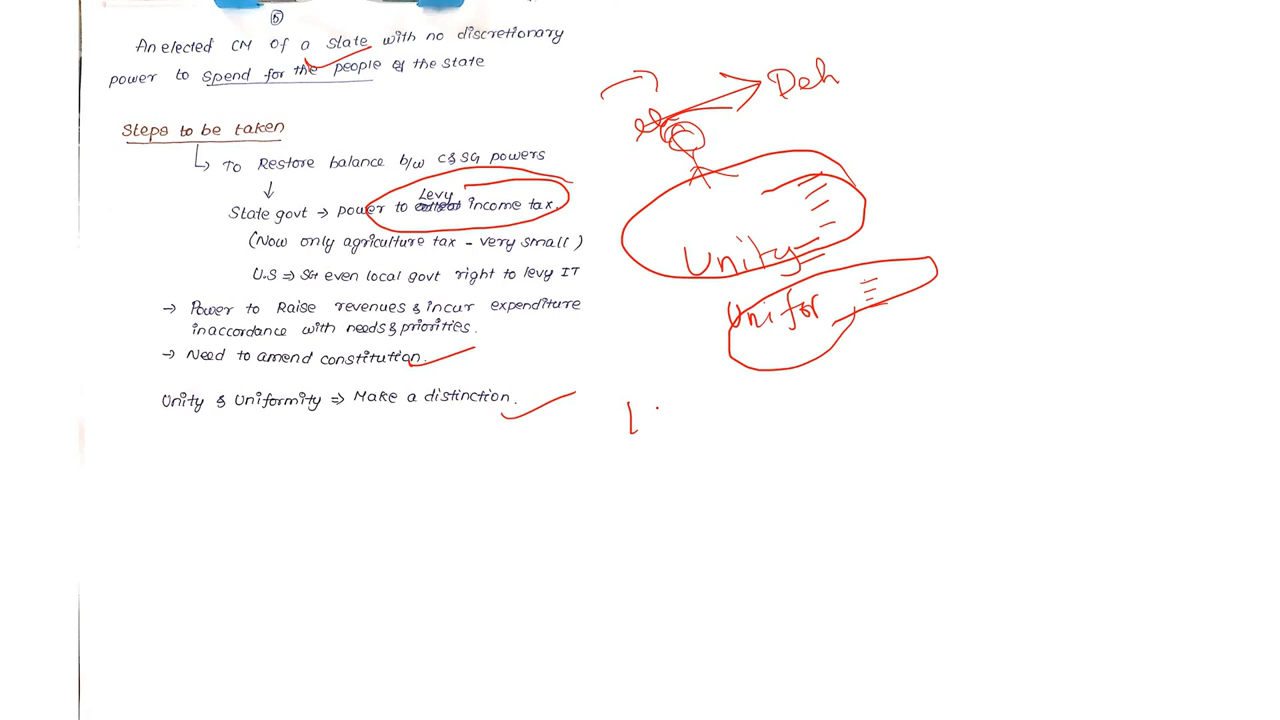 5
An elected CM of a state with no discretionary
power to spend for the people of the state
Steps to be taken
↳ To Restore balance b/w C & SG powers
↓
Levy
State govt → power to income tax.
(Now only agriculture tax - very small)
U.S ⇒ SG even local govt right to levy IT
→ Power to Raise revenues & incur expenditure
inaccordance with needs & priorities.
→ Need to amend constitution.
Unity & Uniformity ⇒ Make a distinction.
Deh
Unity
Unifor